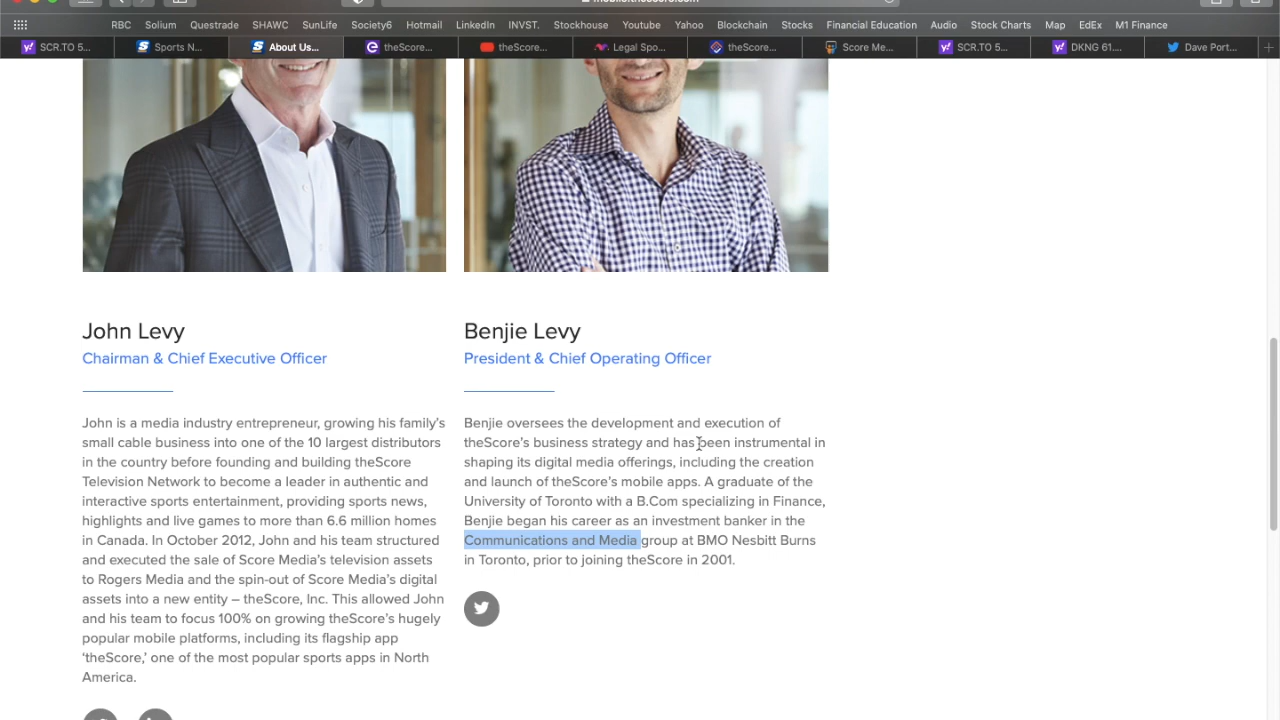 RBC Solium Questrade SHAWC SunLife Society6 Hotmail LinkedIn INVST. Stockhouse Youtube Yahoo Blockchain Stocks Financial Education Audio Stock Charts Map EdEx M1 Finance
SCR.TO 5... Sports N... About Us... theScore... theScore... Legal Spo... theScore... Score Me... SCR.TO 5... DKNG 61.... Dave Port...
John Levy
Chairman & Chief Executive Officer
John is a media industry entrepreneur, growing his family's
small cable business into one of the 10 largest distributors
in the country before founding and building theScore
Television Network to become a leader in authentic and
interactive sports entertainment, providing sports news,
highlights and live games to more than 6.6 million homes
in Canada. In October 2012, John and his team structured
and executed the sale of Score Media's television assets
to Rogers Media and the spin-out of Score Media's digital
assets into a new entity – theScore, Inc. This allowed John
and his team to focus 100% on growing theScore's hugely
popular mobile platforms, including its flagship app
'theScore,' one of the most popular sports apps in North
America.
Benjie Levy
President & Chief Operating Officer
Benjie oversees the development and execution of
theScore's business strategy and has been instrumental in
shaping its digital media offerings, including the creation
and launch of theScore's mobile apps. A graduate of the
University of Toronto with a B.Com specializing in Finance,
Benjie began his career as an investment banker in the
Communications and Media group at BMO Nesbitt Burns
in Toronto, prior to joining theScore in 2001.